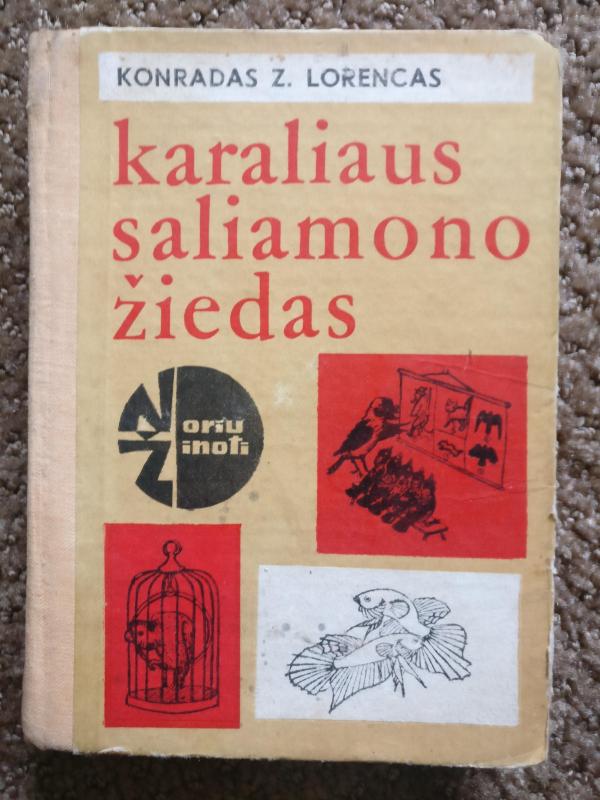 KONRADAS Z. LORENCAS
karaliaus
saliamono
žiedas
Noriu
Žinoti